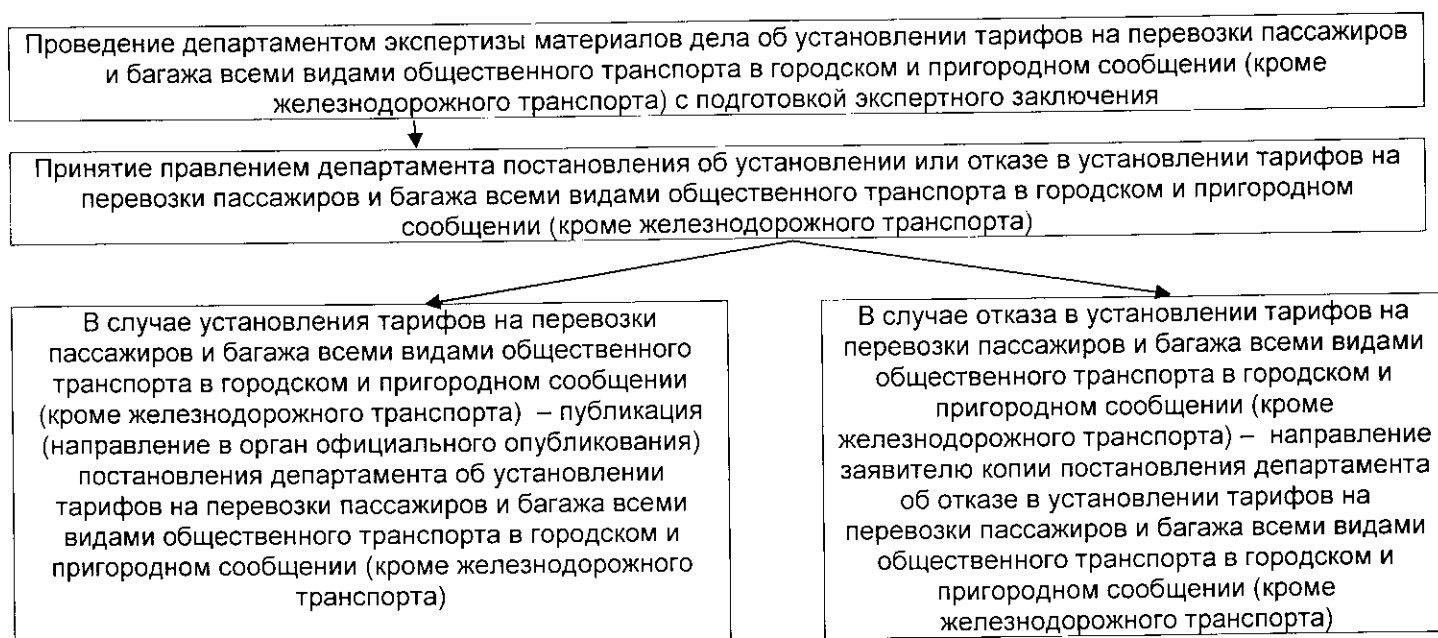 Проведение департаментом экспертизы материалов дела об установлении тарифов на перевозки пассажиров
и багажа всеми видами общественного транспорта в городском и пригородном сообщении (кроме
железнодорожного транспорта) с подготовкой экспертного заключения
Принятие правлением департамента постановления об установлении или отказе в установлении тарифов на
перевозки пассажиров и багажа всеми видами общественного транспорта в городском и пригородном
сообщении (кроме железнодорожного транспорта)
В случае установления тарифов на перевозки
пассажиров и багажа всеми видами общественного
транспорта в городском и пригородном сообщении
(кроме железнодорожного транспорта) – публикация
(направление в орган официального опубликования)
постановления департамента об установлении
тарифов на перевозки пассажиров и багажа всеми
видами общественного транспорта в городском и
пригородном сообщении (кроме железнодорожного
транспорта)
В случае отказа в установлении тарифов на
перевозки пассажиров и багажа всеми видами
общественного транспорта в городском и
пригородном сообщении (кроме
железнодорожного транспорта) – направление
заявителю копии постановления департамента
об отказе в установлении тарифов на
перевозки пассажиров и багажа всеми видами
общественного транспорта в городском и
пригородном сообщении (кроме
железнодорожного транспорта)